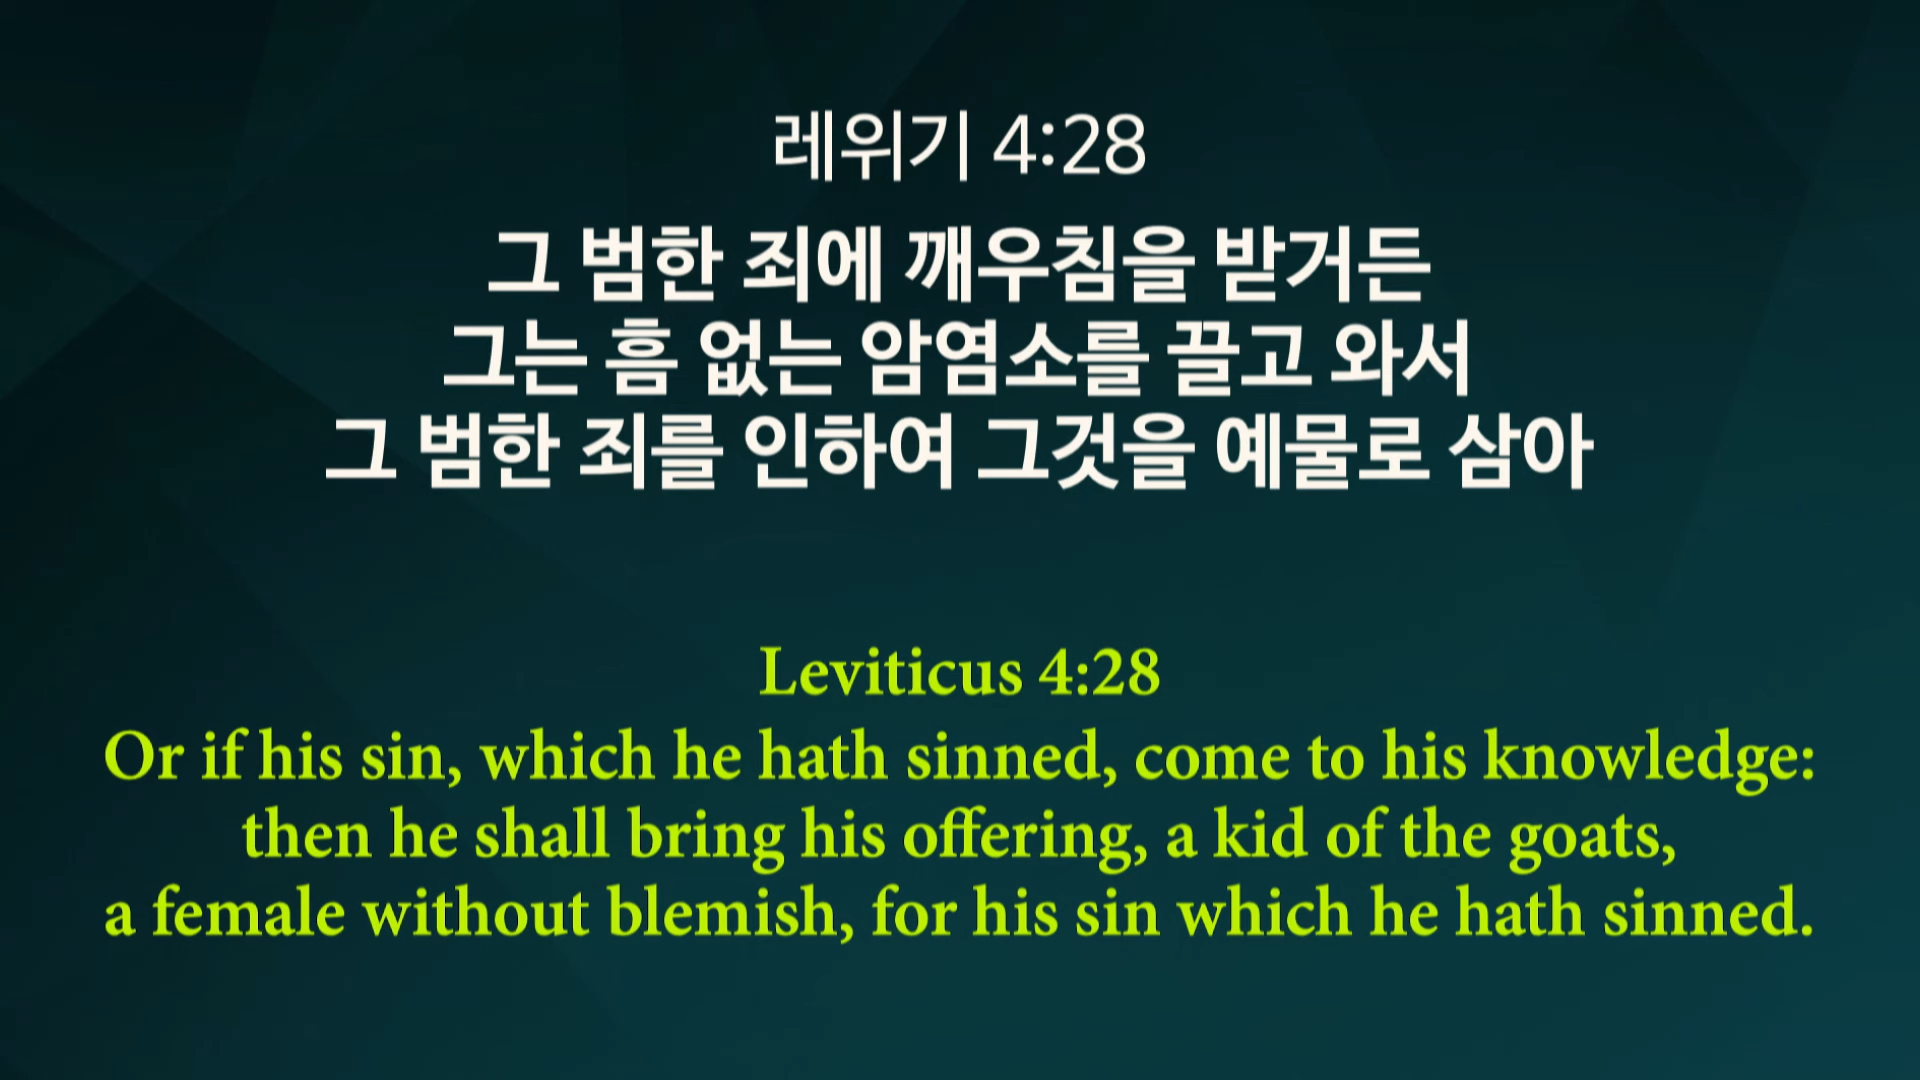 레위기 4:28
그 범한 죄에 깨우침을 받거든
그는 흠 없는 암염소를 끌고 와서
그 범한 죄를 인하여 그것을 예물로 삼아
Leviticus 4:28
Or if his sin, which he hath sinned, come to his knowledge:
then he shall bring his offering, a kid of the goats,
a female without blemish, for his sin which he hath sinned.